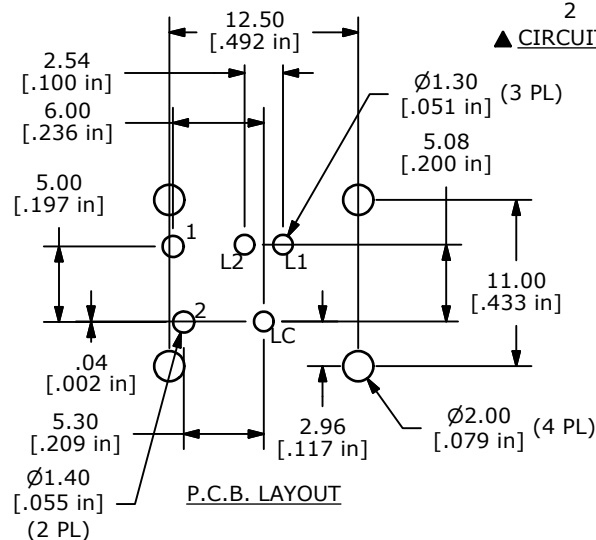 12.50
[.492 in]
2
▲ CIRCUIT
2.54
[.100 in]
Ø1.30
[.051 in] (3 PL)
6.00
[.236 in]
5.08
[.200 in]
5.00
[.197 in]
1
L2
L1
11.00
[.433 in]
2
LC
.04
[.002 in]
5.30
[.209 in]
2.96
[.117 in]
Ø2.00
[.079 in] (4 PL)
Ø1.40
[.055 in]
(2 PL)
P.C.B. LAYOUT